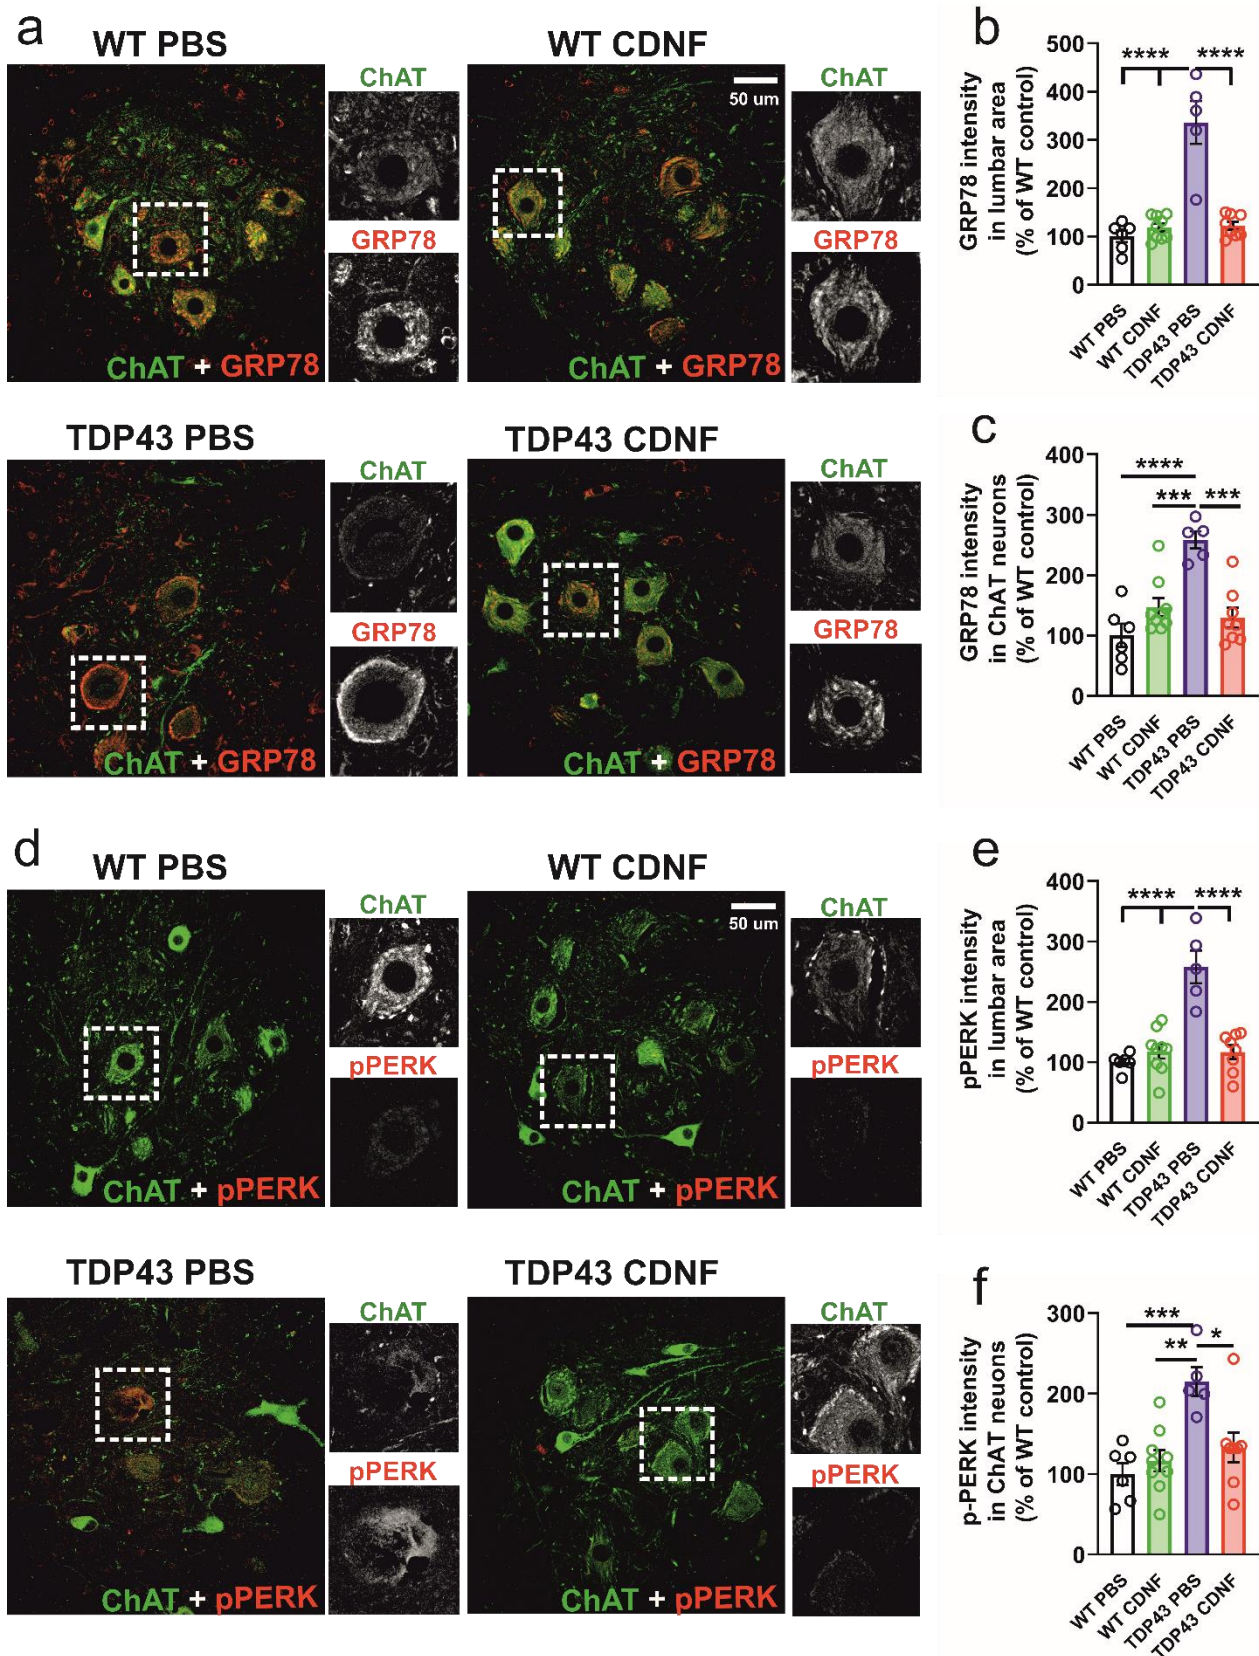 a
WT PBS
WT CDNF
ChAT
GRP78
ChAT + GRP78
50 um
ChAT
GRP78
ChAT + GRP78
TDP43 PBS
TDP43 CDNF
ChAT
GRP78
ChAT + GRP78
ChAT
GRP78
ChAT + GRP78
b
GRP78 intensity
in lumbar area
(% of WT control)
500
400
300
200
100
0
****
****
WT PBS
WT CDNF
TDP43 PBS
TDP43 CDNF
c
GRP78 intensity
in ChAT neurons
(% of WT control)
400
300
200
100
0
****
***
***
WT PBS
WT CDNF
TDP43 PBS
TDP43 CDNF
d
WT PBS
WT CDNF
ChAT
pPERK
ChAT + pPERK
50 um
ChAT
pPERK
ChAT + pPERK
TDP43 PBS
TDP43 CDNF
ChAT
pPERK
ChAT + pPERK
ChAT
pPERK
ChAT + pPERK
e
pPERK intensity
in lumbar area
(% of WT control)
400
300
200
100
0
****
****
WT PBS
WT CDNF
TDP43 PBS
TDP43 CDNF
f
p-PERK intensity
in ChAT neuons
(% of WT control)
300
200
100
0
***
**
*
WT PBS
WT CDNF
TDP43 PBS
TDP43 CDNF